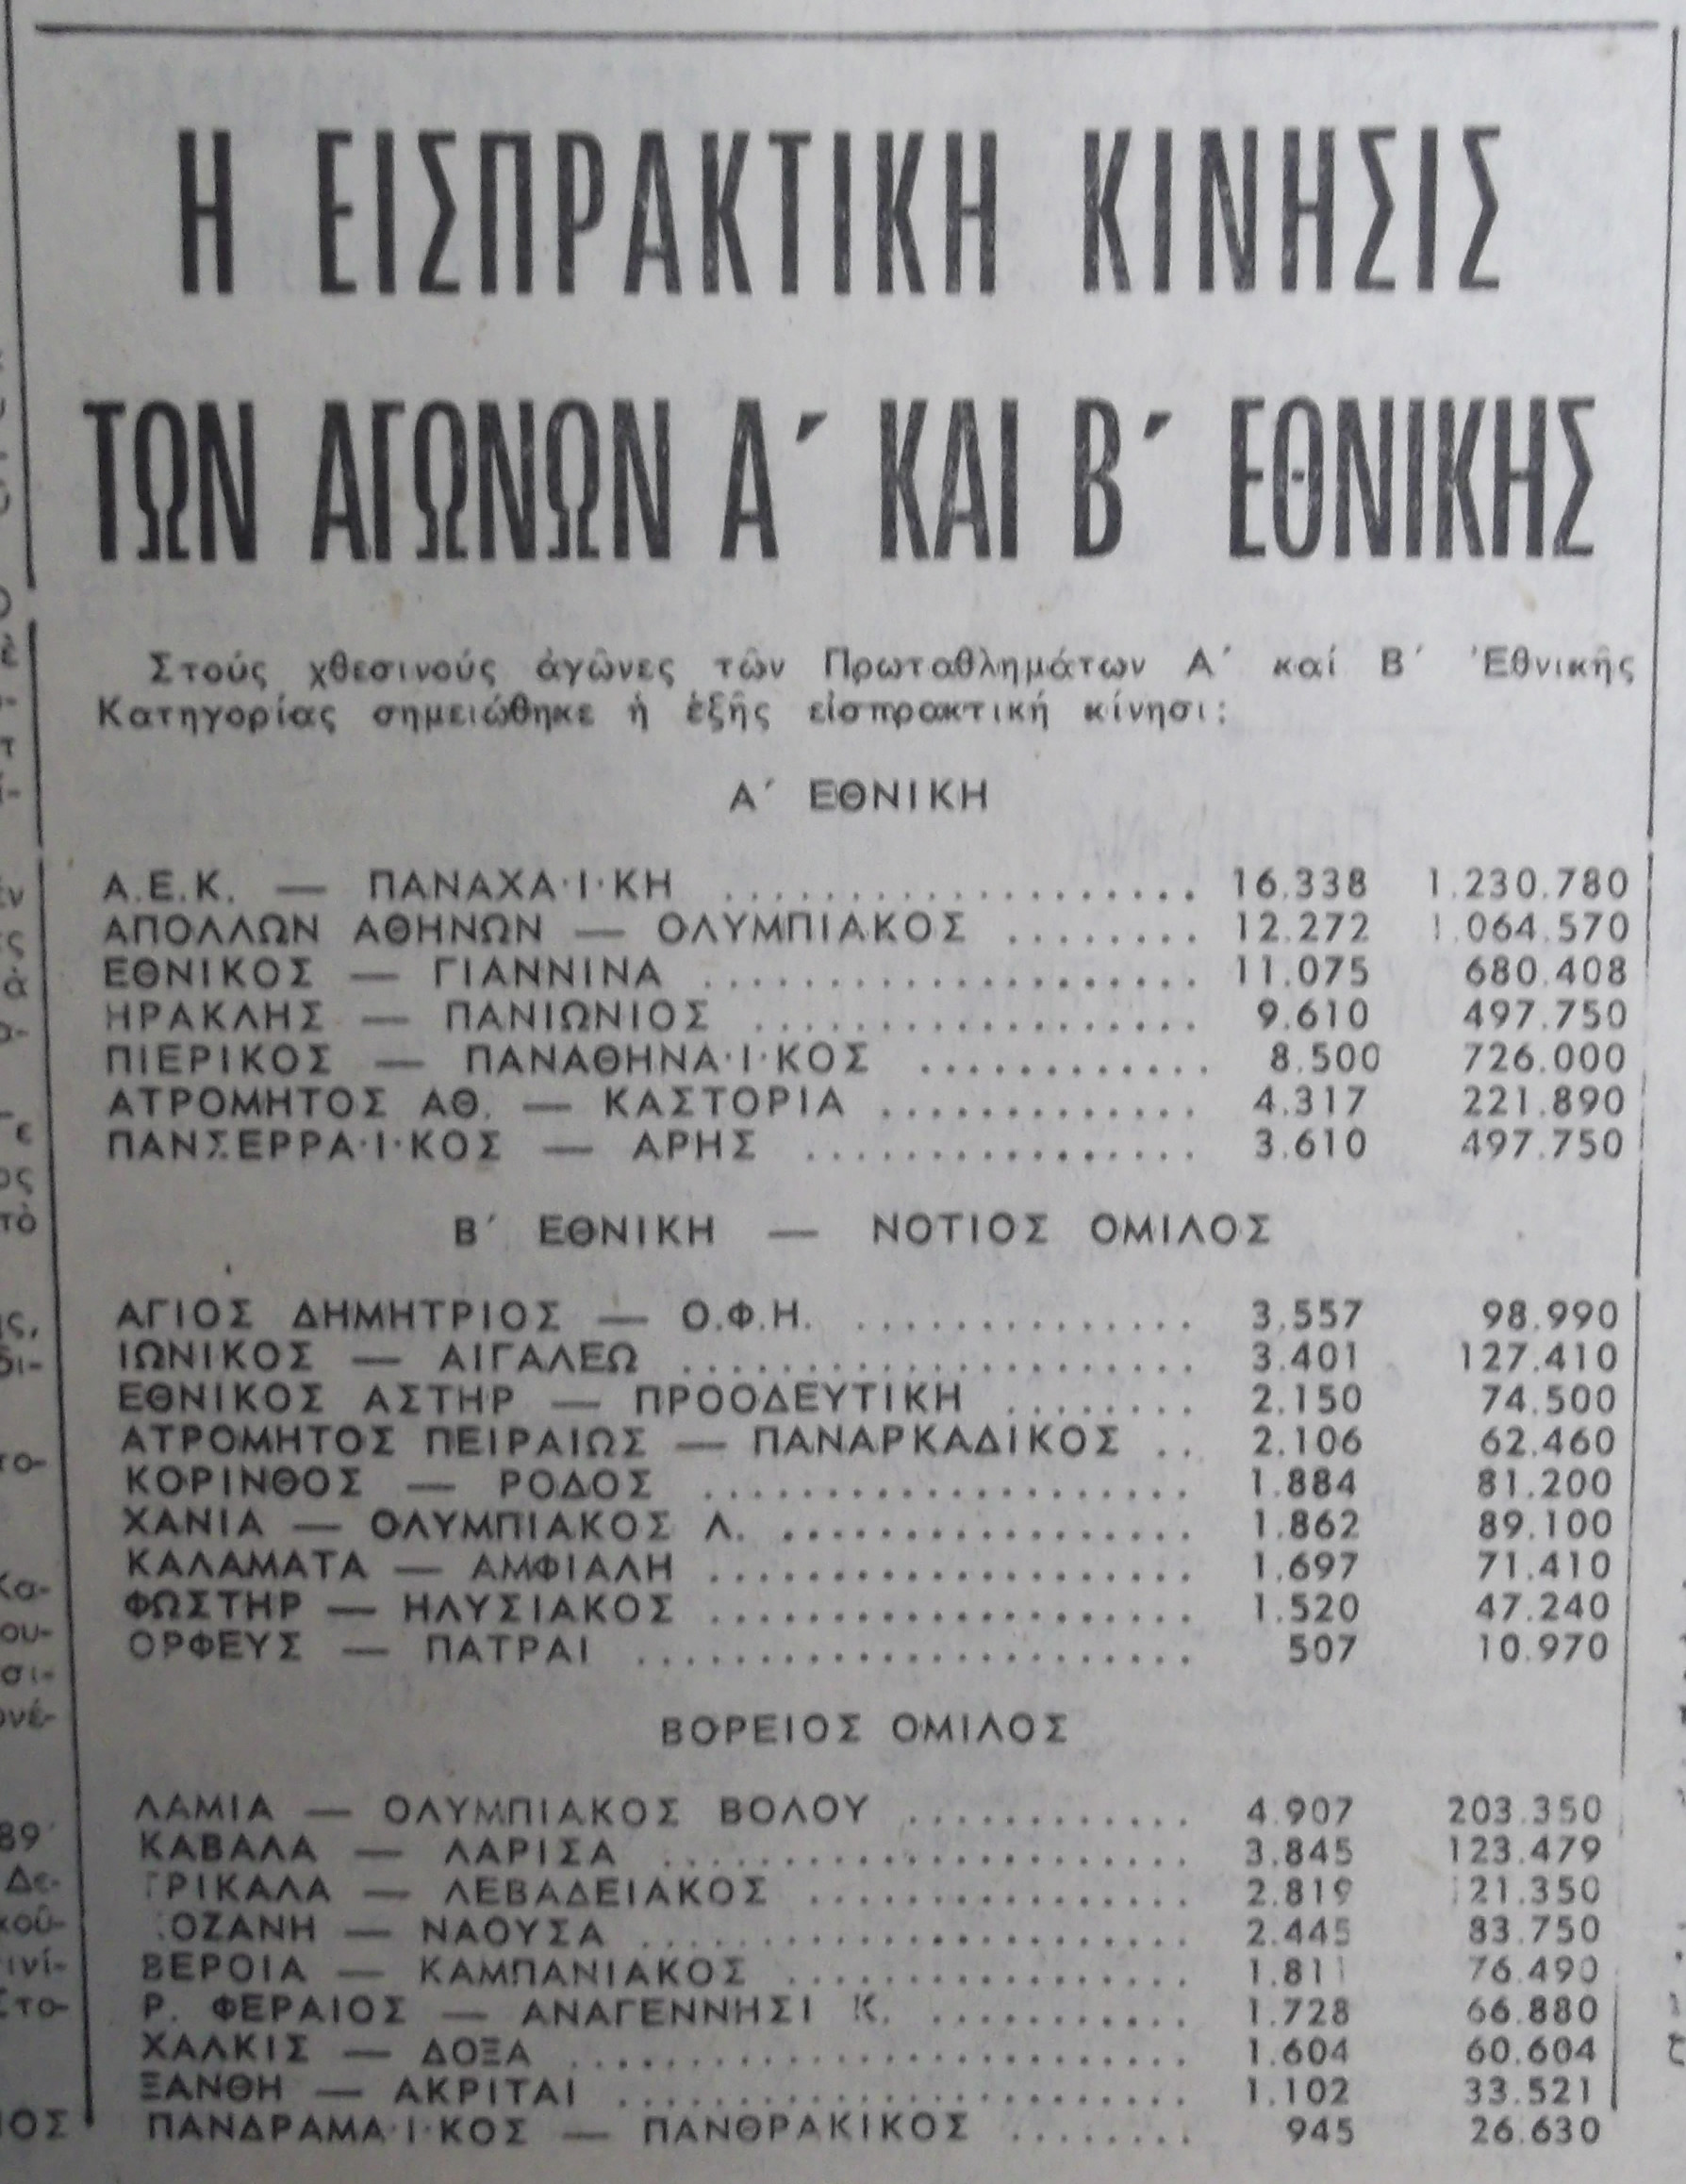 Η ΕΙΣΠΡΑΚΤΙΚΗ ΚΙΝΗΣΙΣ
ΤΩΝ ΑΓΩΝΩΝ Α΄ ΚΑΙ Β΄ ΕΘΝΙΚΗΣ
Στούς χθεσινούς ἀγῶνες τῶν Πρωταθλημάτων Α΄ καί Β΄ Ἐθνικῆς
Κατηγορίας σημειώθηκε ἡ ἑξῆς εἰσπρακτική κίνησι:
Α΄ ΕΘΝΙΚΗ
Α.Ε.Κ. — ΠΑΝΑΧΑ·Ι·ΚΗ .................... 16.338 1.230.780
ΑΠΟΛΛΩΝ ΑΘΗΝΩΝ — ΟΛΥΜΠΙΑΚΟΣ ........ 12.272 1.064.570
ΕΘΝΙΚΟΣ — ΓΙΑΝΝΙΝΑ ..................... 11.075 680.408
ΗΡΑΚΛΗΣ — ΠΑΝΙΩΝΙΟΣ ................... 9.610 497.750
ΠΙΕΡΙΚΟΣ — ΠΑΝΑΘΗΝΑ·Ι·ΚΟΣ ............ 8.500 726.000
ΑΤΡΟΜΗΤΟΣ ΑΘ. — ΚΑΣΤΟΡΙΑ ............. 4.317 221.890
ΠΑΝΣΕΡΡΑ·Ι·ΚΟΣ — ΑΡΗΣ ................ 3.610 497.750
Β΄ ΕΘΝΙΚΗ — ΝΟΤΙΟΣ ΟΜΙΛΟΣ
ΑΓΙΟΣ ΔΗΜΗΤΡΙΟΣ — Ο.Φ.Η. .............. 3.557 98.990
ΙΩΝΙΚΟΣ — ΑΙΓΑΛΕΩ ...................... 3.401 127.410
ΕΘΝΙΚΟΣ ΑΣΤΗΡ — ΠΡΟΟΔΕΥΤΙΚΗ ........ 2.150 74.500
ΑΤΡΟΜΗΤΟΣ ΠΕΙΡΑΙΩΣ — ΠΑΝΑΡΚΑΔΙΚΟΣ .. 2.106 62.460
ΚΟΡΙΝΘΟΣ — ΡΟΔΟΣ ..................... 1.884 81.200
ΧΑΝΙΑ — ΟΛΥΜΠΙΑΚΟΣ Λ. ................. 1.862 89.100
ΚΑΛΑΜΑΤΑ — ΑΜΦΙΑΛΗ .................... 1.697 71.410
ΦΩΣΤΗΡ — ΗΛΥΣΙΑΚΟΣ .................... 1.520 47.240
ΟΡΦΕΥΣ — ΠΑΤΡΑΙ ....................... 507 10.970
ΒΟΡΕΙΟΣ ΟΜΙΛΟΣ
ΛΑΜΙΑ — ΟΛΥΜΠΙΑΚΟΣ ΒΟΛΟΥ ............ 4.907 203.350
ΚΑΒΑΛΑ — ΛΑΡΙΣΑ ...................... 3.845 123.479
ΤΡΙΚΑΛΑ — ΛΕΒΑΔΕΙΑΚΟΣ ................ 2.819 121.350
ΚΟΖΑΝΗ — ΝΑΟΥΣΑ ....................... 2.445 83.750
ΒΕΡΟΙΑ — ΚΑΜΠΑΝΙΑΚΟΣ ................. 1.811 76.490
Ρ. ΦΕΡΑΙΟΣ — ΑΝΑΓΕΝΝΗΣΙ Κ. ........... 1.728 66.880
ΧΑΛΚΙΣ — ΔΟΞΑ .......................... 1.604 60.604
ΞΑΝΘΗ — ΑΚΡΙΤΑΙ ........................ 1.102 33.521
ΠΑΝΔΡΑΜΑ·Ι·ΚΟΣ — ΠΑΝΘΡΑΚΙΚΟΣ ........ 945 26.630